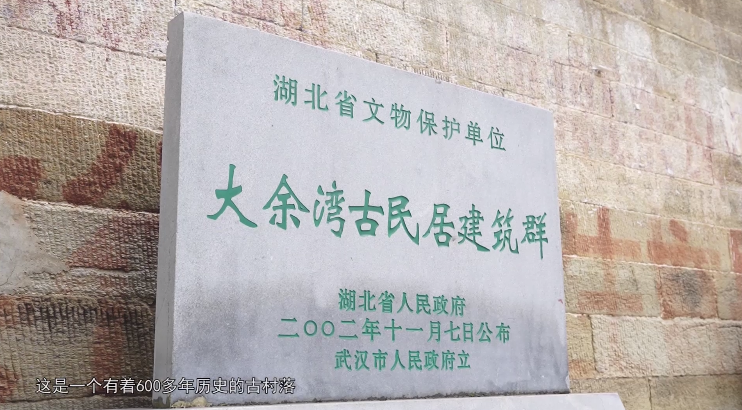 湖北省文物保护单位
大余湾古民居建筑群
湖北省人民政府
二〇〇二年十一月七日公布
武汉市人民政府立
这是一个有着600多年历史的古村落